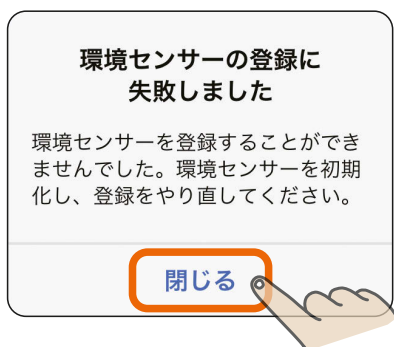 環境センサーの登録に
失敗しました
環境センサーを登録することができ
ませんでした。環境センサーを初期
化し、登録をやり直してください。
閉じる